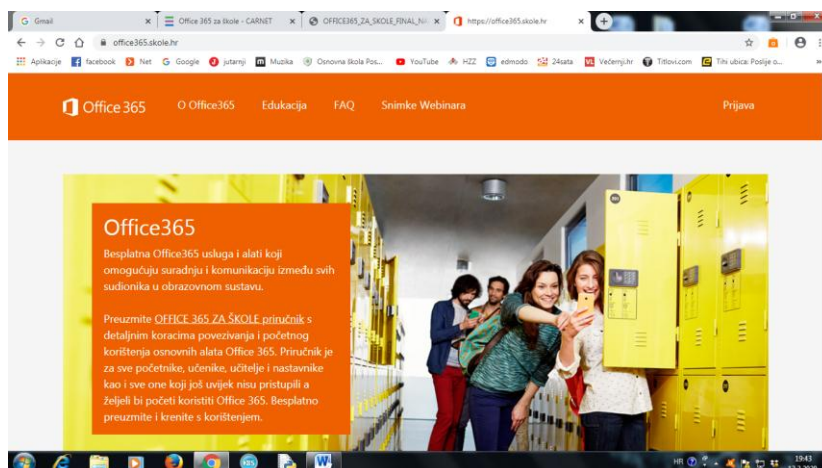 Gmail
Office 365 za škole - CARNET
OFFICE365_ZA_SKOLE_FINAL_NA
https://office365.skole.hr
office365.skole.hr
Aplikacije
facebook
Net
Google
jutarnji
Muzika
Osnovna škola Pos...
YouTube
HZZ
edmodo
24sata
Večernji.hr
Titlovi.com
Tihi ubica: Poslije o...
Office 365
O Office365
Edukacija
FAQ
Snimke Webinara
Prijava
Office365
Besplatna Office365 usluga i alati koji
omogućuju suradnju i komunikaciju između svih
sudionika u obrazovnom sustavu.
Preuzmite OFFICE 365 ZA ŠKOLE priručnik s
detaljnim koracima povezivanja i početnog
korištenja osnovnih alata Office 365. Priručnik je
za sve početnike, učenike, učitelje i nastavnike
kao i sve one koji još uvijek nisu pristupili a
željeli bi početi koristiti Office 365. Besplatno
preuzmite i krenite s korištenjem.
HR
19:43